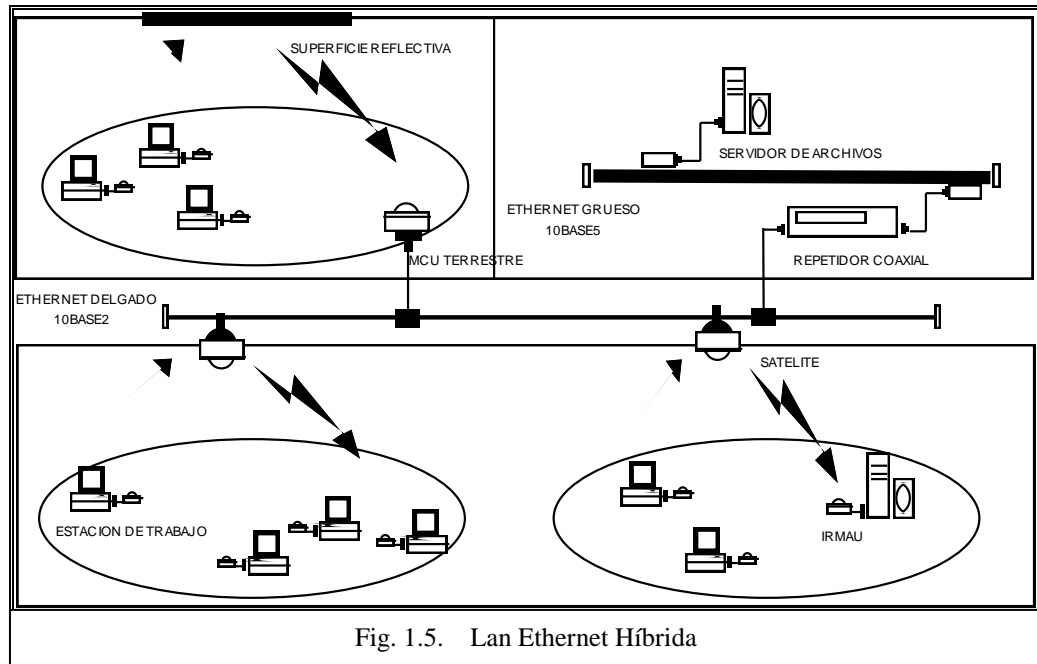 SUPERFICIE REFLECTIVA
SERVIDOR DE ARCHIVOS
ETHERNET GRUESO
10BASE5
MCU TERRESTRE
REPETIDOR COAXIAL
ETHERNET DELGADO
10BASE2
SATELITE
ESTACION DE TRABAJO
IRMAU
Fig. 1.5. Lan Ethernet Híbrida